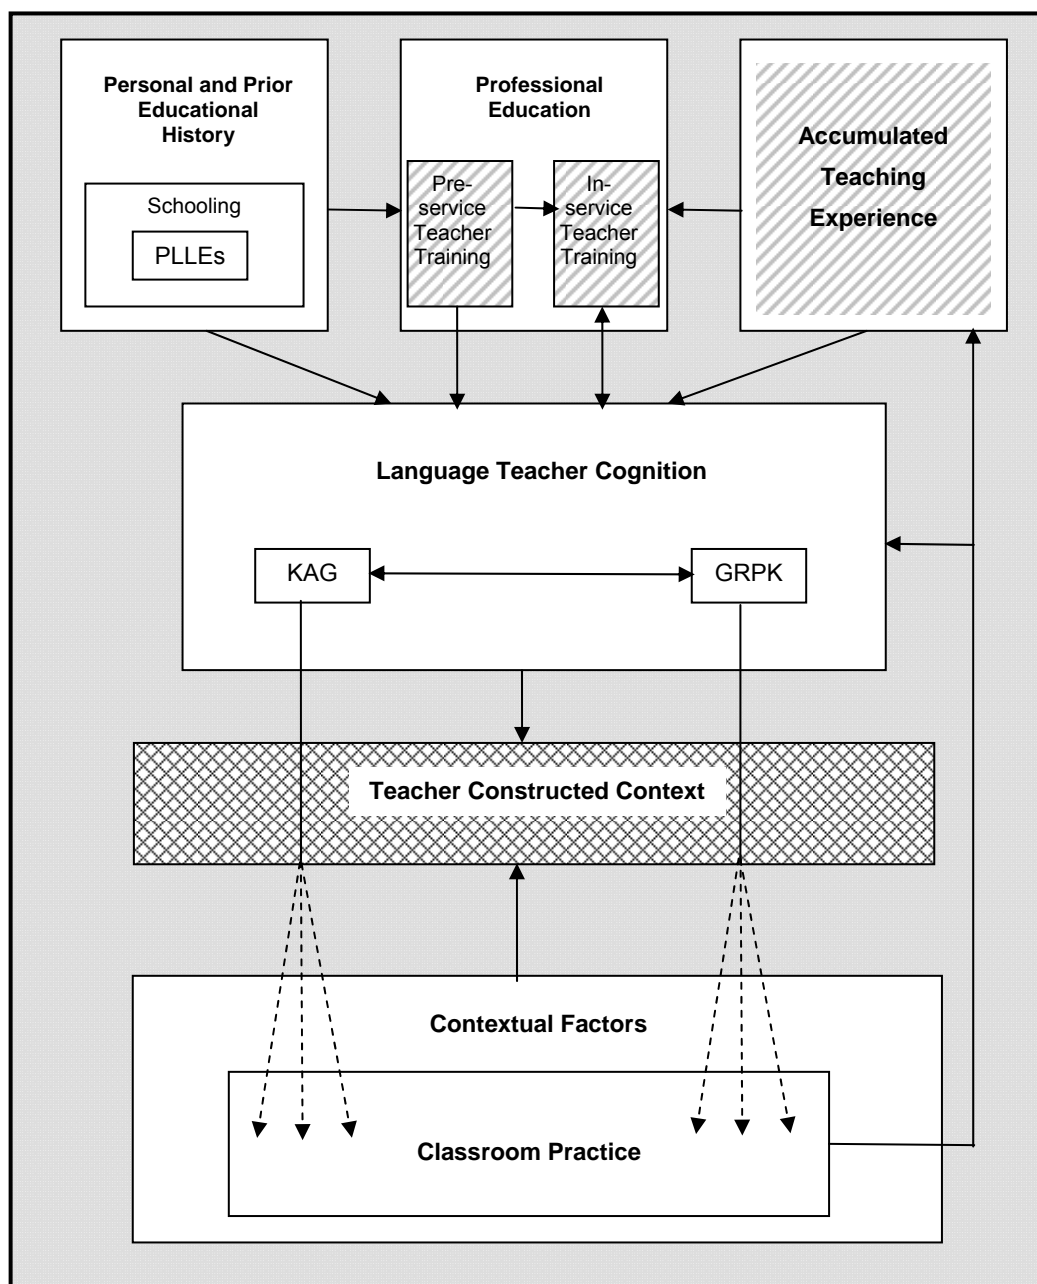 Personal and Prior
Educational
History
Schooling
PLLEs
Professional
Education
Pre-
service
Teacher
Training
In-
service
Teacher
Training
Accumulated
Teaching
Experience
Language Teacher Cognition
KAG
GRPK
Teacher Constructed Context
Contextual Factors
Classroom Practice